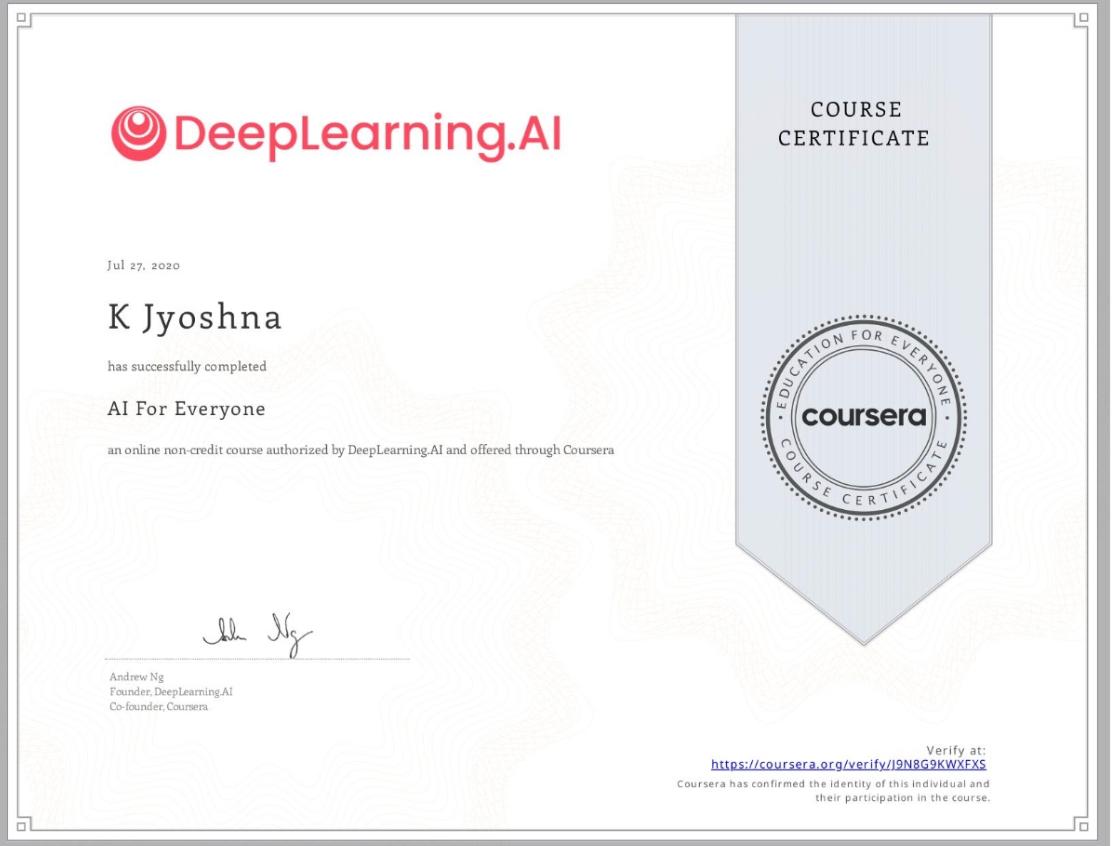 DeepLearning.AI
COURSE
CERTIFICATE
Jul 27, 2020
K Jyoshna
has successfully completed
AI For Everyone
an online non-credit course authorized by DeepLearning.AI and offered through Coursera
EDUCATION FOR EVERYONE
coursera
COURSE CERTIFICATE
Andrew Ng
Founder, DeepLearning.AI
Co-founder, Coursera
Verify at:
https://coursera.org/verify/J9N8G9KWXFXS
Coursera has confirmed the identity of this individual and
their participation in the course.